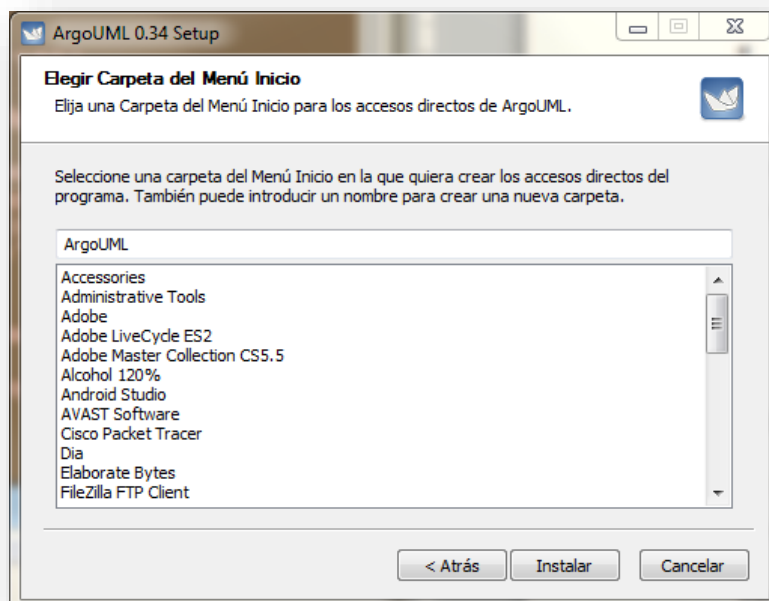 ArgoUML 0.34 Setup
Elegir Carpeta del Menú Inicio
Elija una Carpeta del Menú Inicio para los accesos directos de ArgoUML.
Seleccione una carpeta del Menú Inicio en la que quiera crear los accesos directos del
programa. También puede introducir un nombre para crear una nueva carpeta.
ArgoUML
Accessories
Administrative Tools
Adobe
Adobe LiveCycle ES2
Adobe Master Collection CS5.5
Alcohol 120%
Android Studio
AVAST Software
Cisco Packet Tracer
Dia
Elaborate Bytes
FileZilla FTP Client
< Atrás Instalar Cancelar